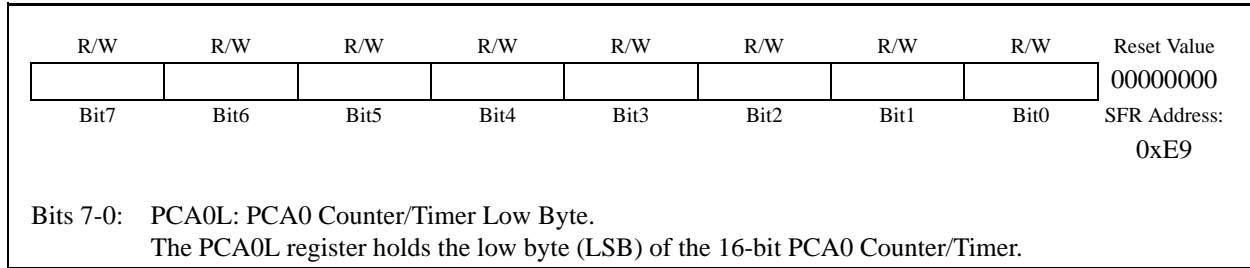 R/W R/W R/W R/W R/W R/W R/W R/W Reset Value
00000000
Bit7 Bit6 Bit5 Bit4 Bit3 Bit2 Bit1 Bit0 SFR Address:
0xE9
Bits 7-0: PCA0L: PCA0 Counter/Timer Low Byte.
The PCA0L register holds the low byte (LSB) of the 16-bit PCA0 Counter/Timer.